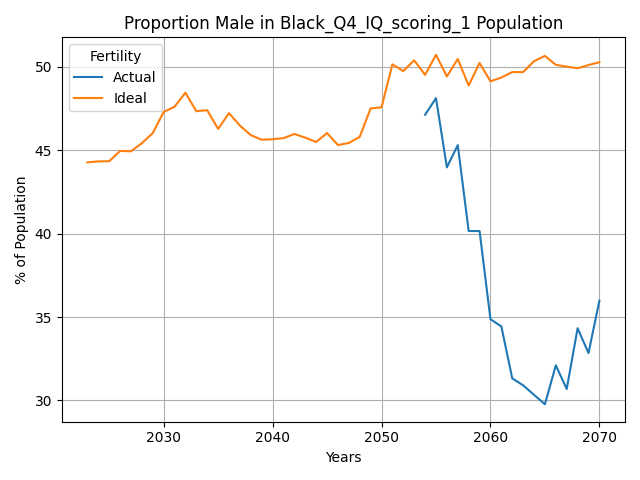 Proportion Male in Black_Q4_IQ_scoring_1 Population
Fertility
Actual
Ideal
% of Population
50
45
40
35
30
2030
2040
2050
2060
2070
Years